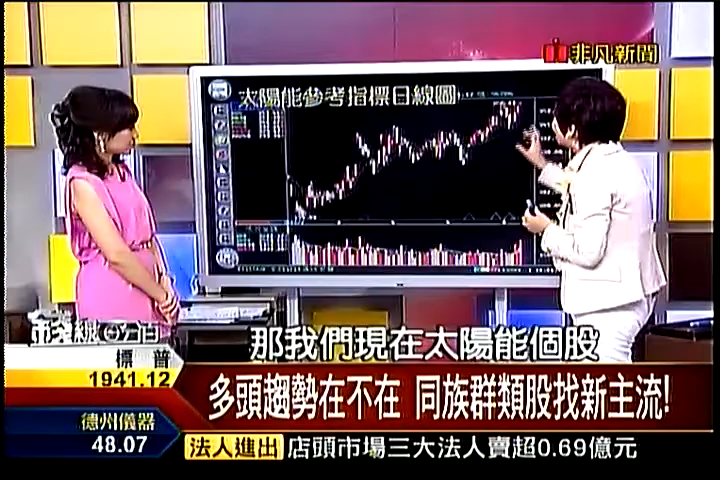 非凡新聞
太陽能參考指標日線圖
那我們現在太陽能個股
標普
1941.12
多頭趨勢在不在 同族群類股找新主流!
德州儀器
48.07
法人進出 店頭市場三大法人賣超0.69億元